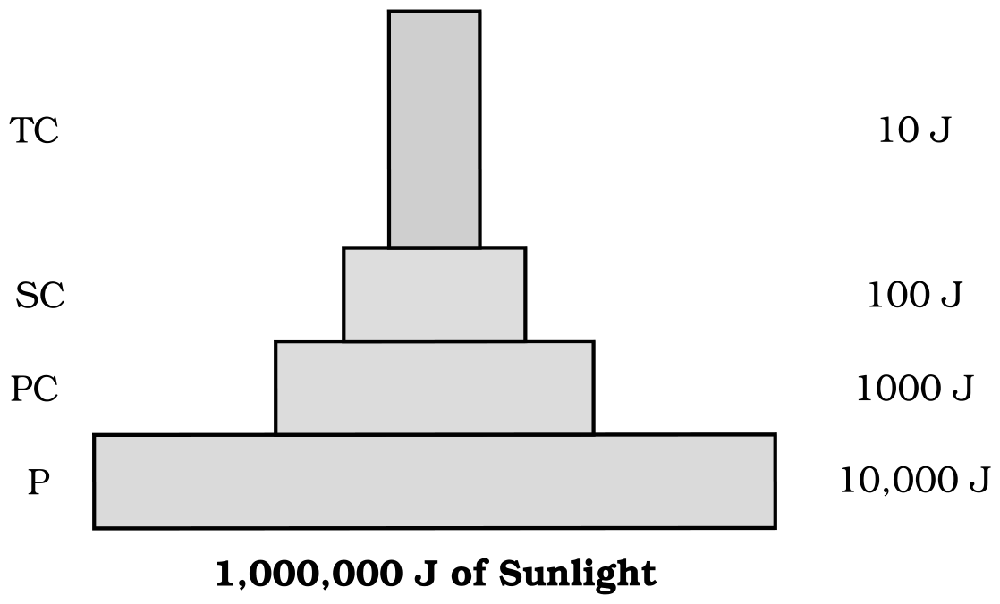 TC 10 J
SC 100 J
PC 1000 J
P 10,000 J
1,000,000 J of Sunlight